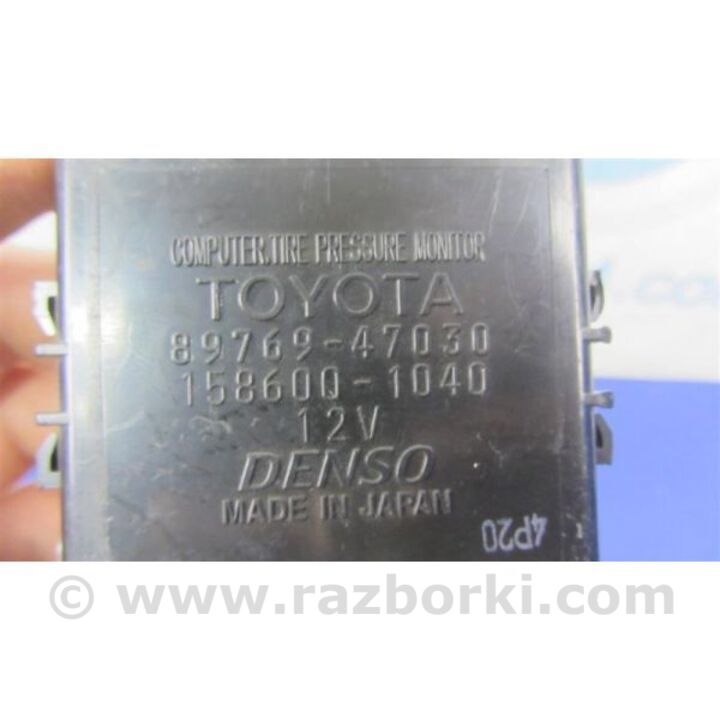 COMPUTER.TIRE PRESSURE MONITOR
TOYOTA
89769-47030
158600-1040
12V
DENSO
MADE IN JAPAN
4P20
© www.razborki.com